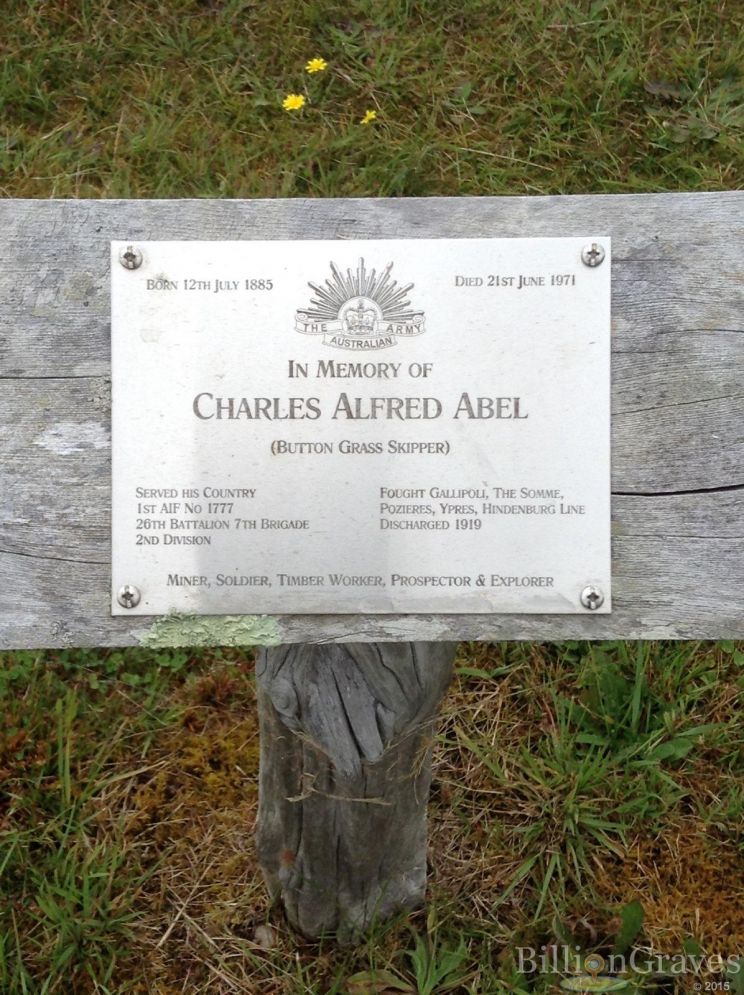 Born 12th July 1885
Died 21st June 1971
THE ARMY
AUSTRALIAN
In Memory of
Charles Alfred Abel
(Button Grass Skipper)
Served his Country
1st AIF No 1777
26th Battalion 7th Brigade
2nd Division
Fought Gallipoli, The Somme,
Pozieres, Ypres, Hindenburg Line
Discharged 1919
Miner, Soldier, Timber Worker, Prospector & Explorer
BillionGraves
© 2015